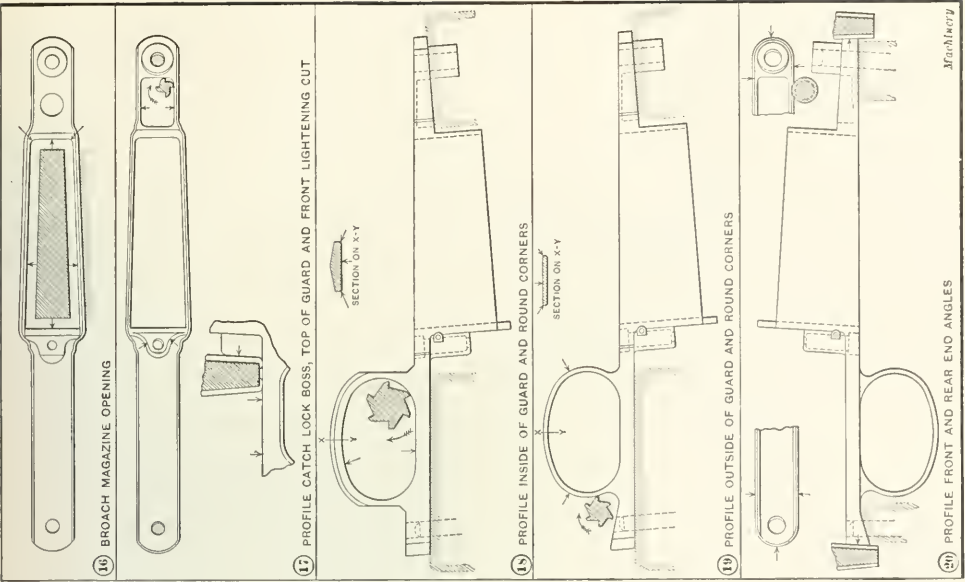 16 BROACH MAGAZINE OPENING
17 PROFILE CATCH LOCK BOSS, TOP OF GUARD AND FRONT LIGHTENING CUT
X
Y
SECTION ON X-Y
18 PROFILE INSIDE OF GUARD AND ROUND CORNERS
X
Y
SECTION ON X-Y
19 PROFILE OUTSIDE OF GUARD AND ROUND CORNERS
20 PROFILE FRONT AND REAR END ANGLES
Machinery